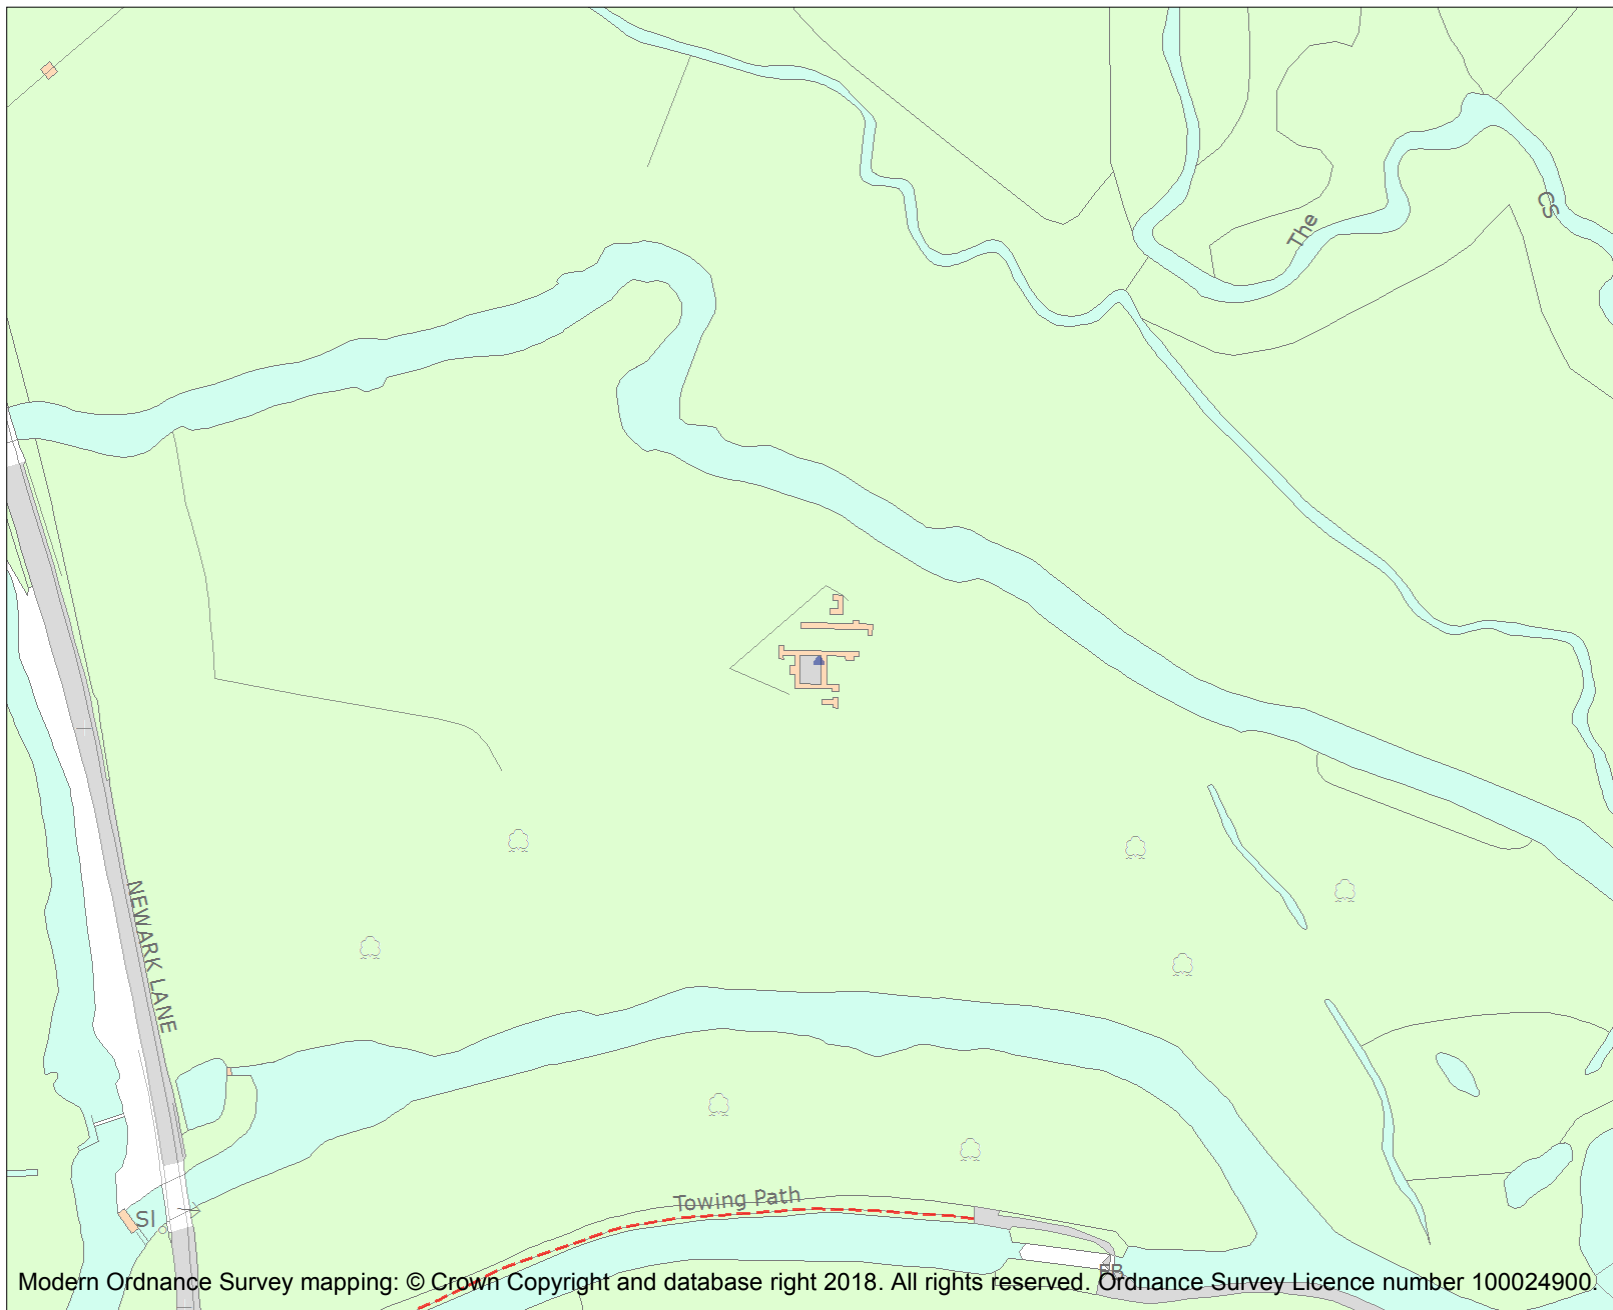 CS
The
NEWARK LANE
Towing Path
Sl
FB
Modern Ordnance Survey mapping: © Crown Copyright and database right 2018. All rights reserved. Ordnance Survey Licence number 100024900.